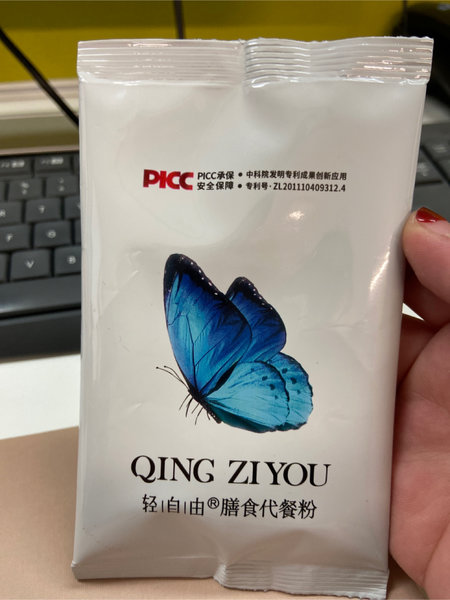 PICC PICC承保 • 中科院发明专利成果创新应用
安全保障 • 专利号·ZL201110409312.4
QING ZIYOU
轻|自|由®膳食代餐粉